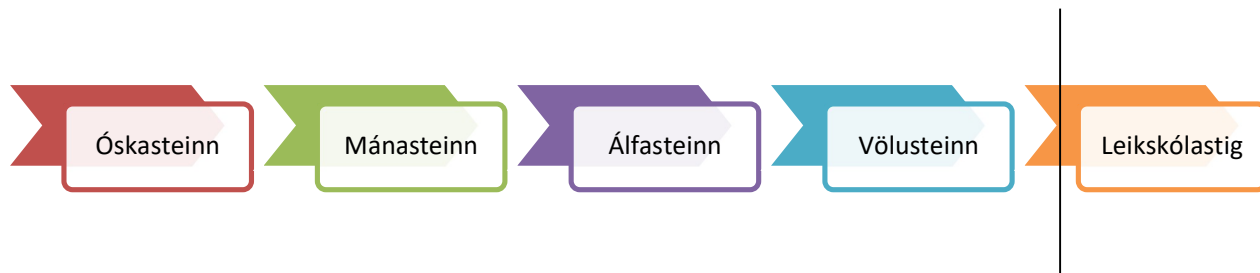 Óskasteinn
Mánasteinn
Álfasteinn
Völusteinn
Leikskólastig